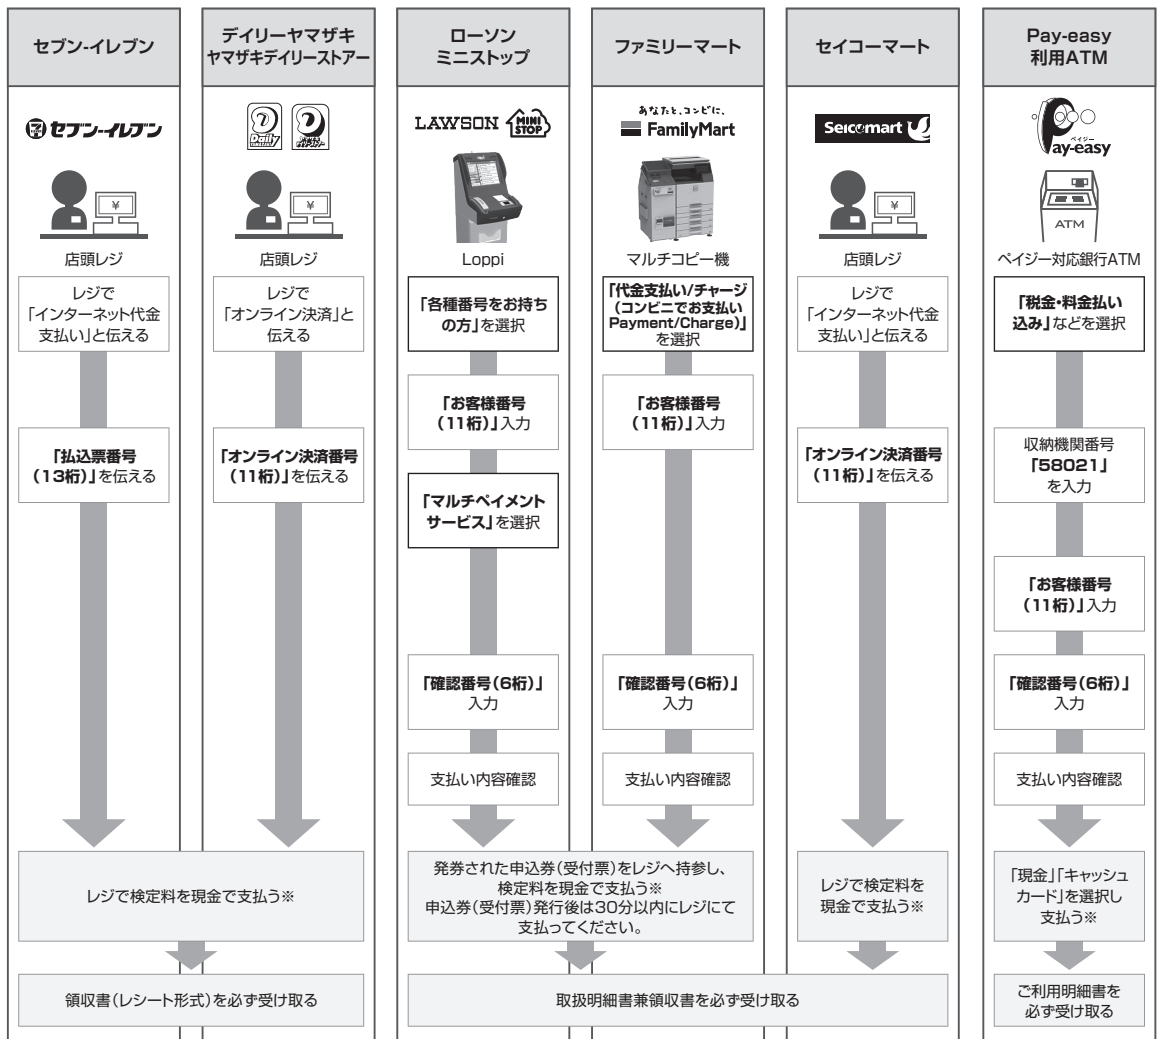 セブン-イレブン
デイリーヤマザキ
ヤマザキデイリーストアー
ローソン
ミニストップ
ファミリーマート
セイコーマート
Pay-easy
利用ATM
セブン-イレブン
Daily
LAWSON
MINI
STOP
あなたと、コンビに、
FamilyMart
Seicomart
ペイジー
Pay-easy
¥
¥
¥
ATM
店頭レジ
店頭レジ
Loppi
マルチコピー機
店頭レジ
ペイジー対応銀行ATM
レジで
「インターネット代金
支払い」と伝える
レジで
「オンライン決済」と
伝える
「各種番号をお持ち
の方」を選択
「代金支払い/チャージ
(コンビニでお支払い
Payment/Charge)」
を選択
レジで
「インターネット代金
支払い」と伝える
「税金・料金払い
込み」などを選択
「お客様番号
(11桁)」入力
「お客様番号
(11桁)」入力
「払込票番号
(13桁)」を伝える
「オンライン決済番号
(11桁)」を伝える
「マルチペイメント
サービス」を選択
「オンライン決済番号
(11桁)」を伝える
収納機関番号
「58021」
を入力
「お客様番号
(11桁)」入力
「確認番号(6桁)」
入力
「確認番号(6桁)」
入力
「確認番号(6桁)」
入力
支払い内容確認
支払い内容確認
支払い内容確認
レジで検定料を現金で支払う※
発券された申込券(受付票)をレジへ持参し、
検定料を現金で支払う※
申込券(受付票)発行後は30分以内にレジにて
支払ってください。
レジで検定料を
現金で支払う※
「現金」「キャッシュ
カード」を選択し
支払う※
領収書(レシート形式)を必ず受け取る
取扱明細書兼領収書を必ず受け取る
ご利用明細書を
必ず受け取る